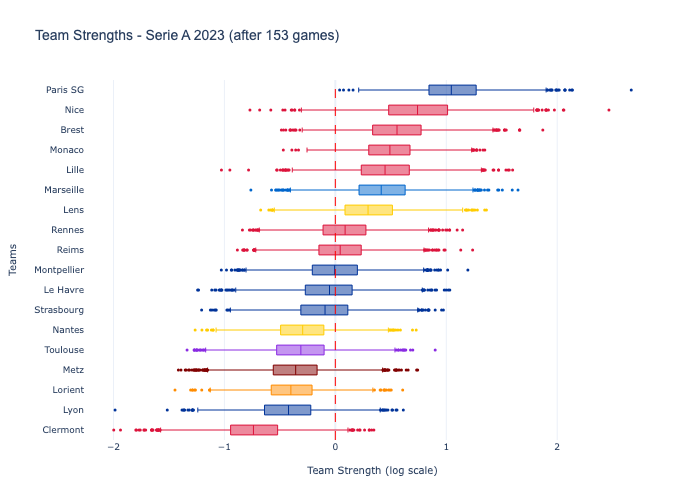 Team Strengths - Serie A 2023 (after 153 games)
Paris SG
Nice
Brest
Monaco
Lille
Marseille
Lens
Rennes
Reims
Montpellier
Le Havre
Strasbourg
Nantes
Toulouse
Metz
Lorient
Lyon
Clermont
Teams
−2 −1 0 1 2
Team Strength (log scale)